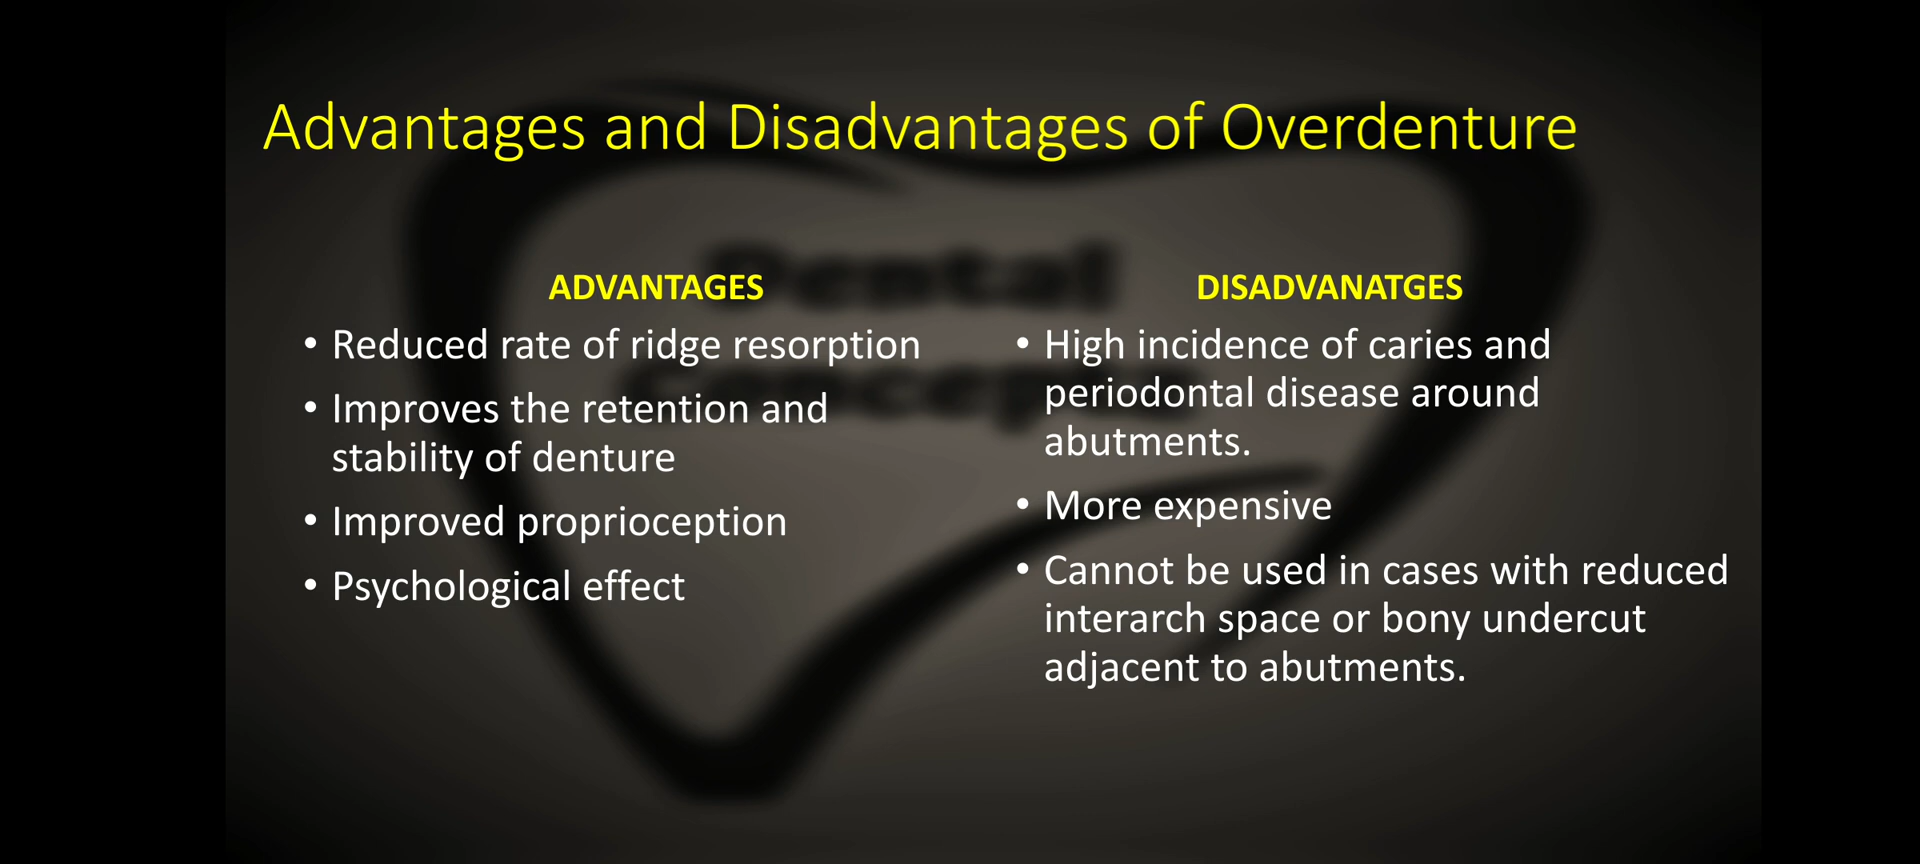 Advantages and Disadvantages of Overdenture
ADVANTAGES
• Reduced rate of ridge resorption
• Improves the retention and
stability of denture
• Improved proprioception
• Psychological effect
DISADVANATGES
• High incidence of caries and
periodontal disease around
abutments.
• More expensive
• Cannot be used in cases with reduced
interarch space or bony undercut
adjacent to abutments.
Dental
Concepts